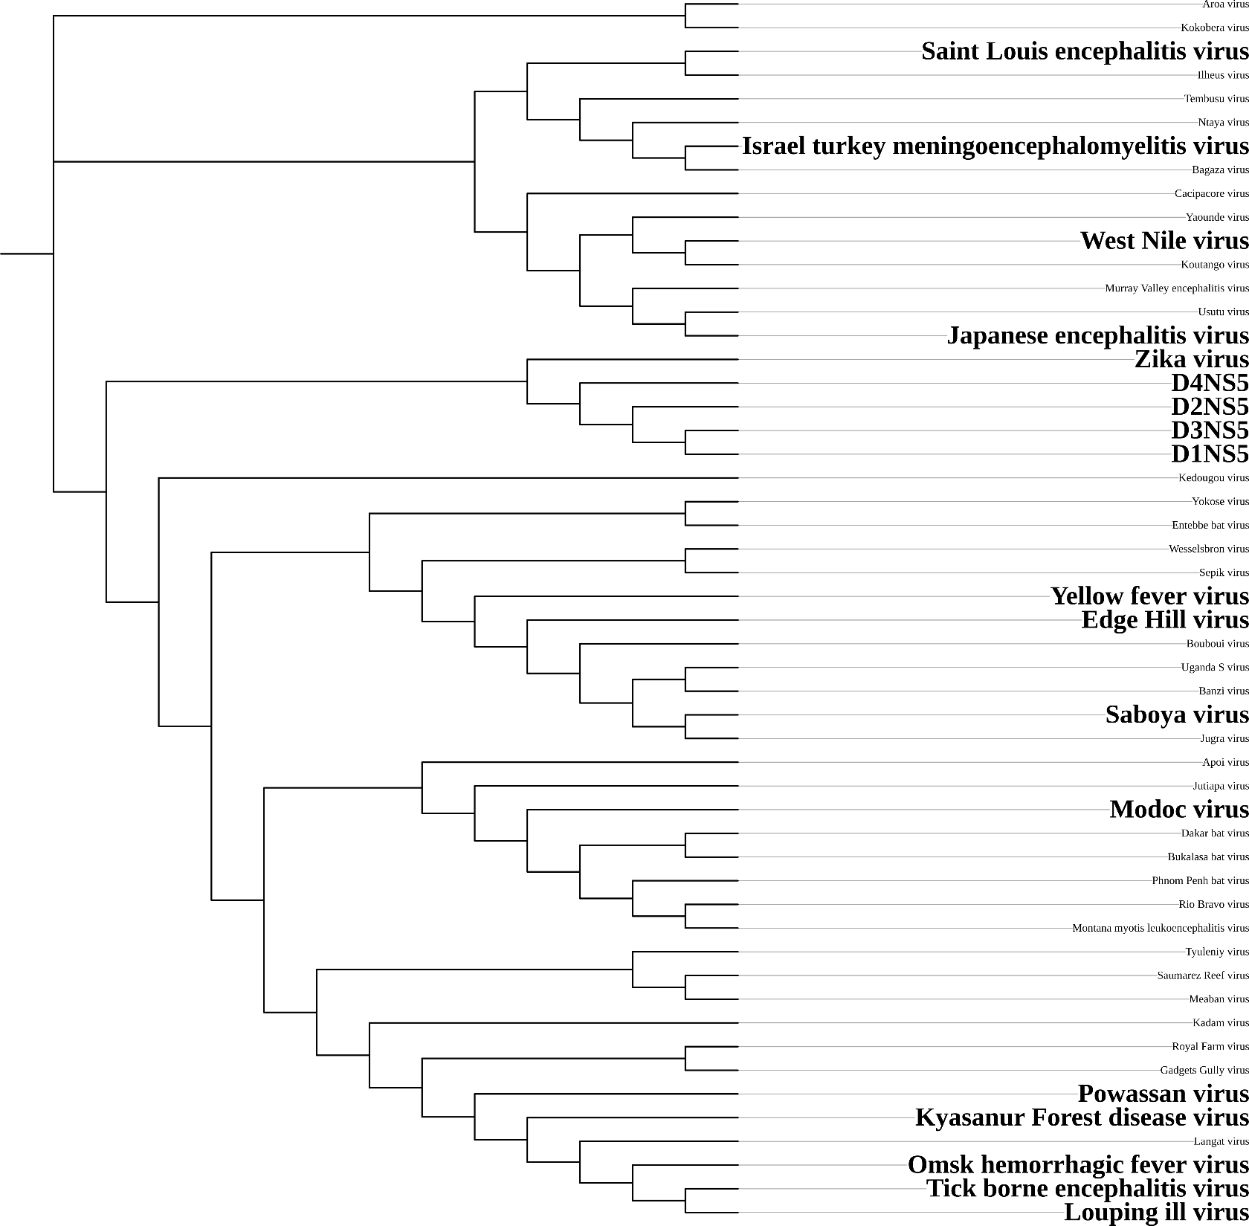 Aroa virus
Kokobera virus
Saint Louis encephalitis virus
Ilheus virus
Tembusu virus
Ntaya virus
Israel turkey meningoencephalomyelitis virus
Bagaza virus
Cacipacore virus
Yaounde virus
West Nile virus
Koutango virus
Murray Valley encephalitis virus
Usutu virus
Japanese encephalitis virus
Zika virus
D4NS5
D2NS5
D3NS5
D1NS5
Kedougou virus
Yokose virus
Entebbe bat virus
Wesselsbron virus
Sepik virus
Yellow fever virus
Edge Hill virus
Bouboui virus
Uganda S virus
Banzi virus
Saboya virus
Jugra virus
Apoi virus
Jutiapa virus
Modoc virus
Dakar bat virus
Bukalasa bat virus
Phnom Penh bat virus
Rio Bravo virus
Montana myotis leukoencephalitis virus
Tyuleniy virus
Saumarez Reef virus
Meaban virus
Kadam virus
Royal Farm virus
Gadgets Gully virus
Powassan virus
Kyasanur Forest disease virus
Langat virus
Omsk hemorrhagic fever virus
Tick borne encephalitis virus
Louping ill virus